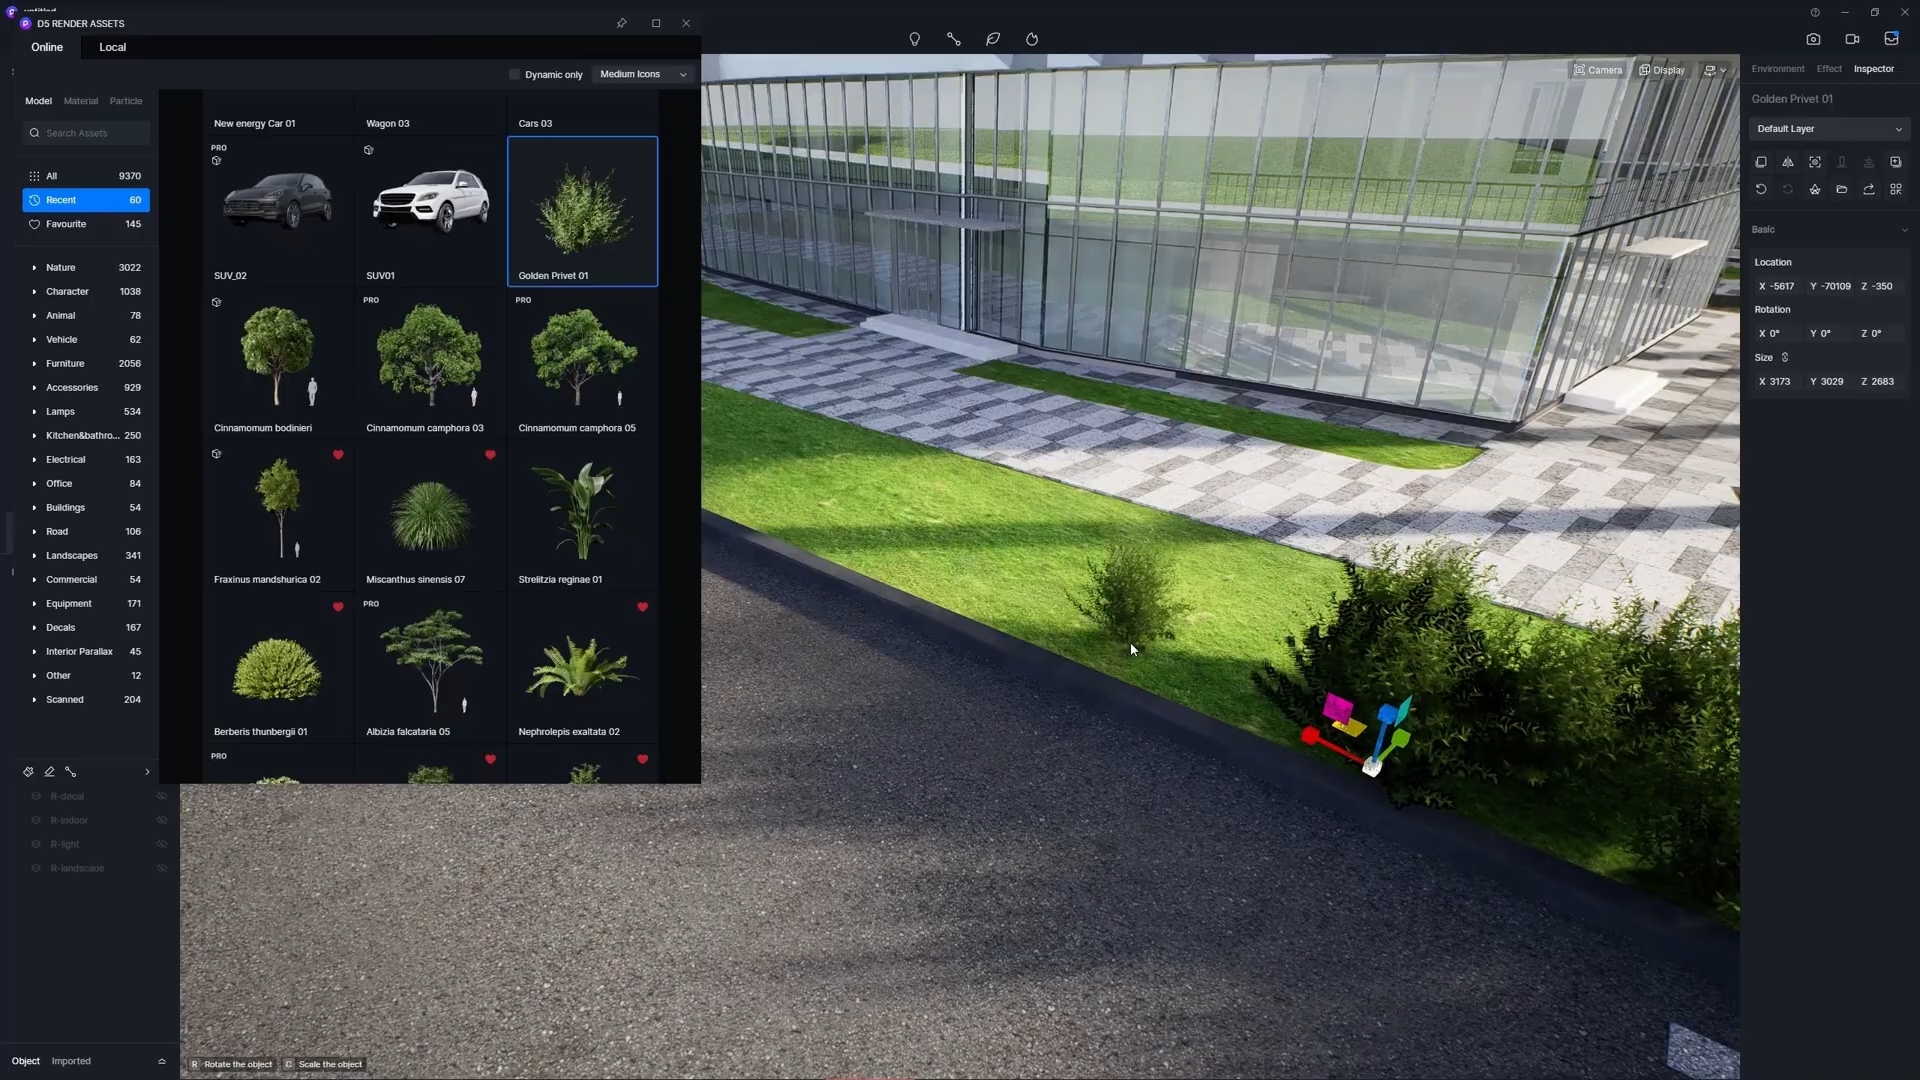 untitled
D5 RENDER ASSETS
Online
Local
Dynamic only
Medium Icons
Model
Material
Particle
Search Assets
All 9370
Recent 60
Favourite 145
Nature 3022
Character 1038
Animal 78
Vehicle 62
Furniture 2056
Accessories 929
Lamps 534
Kitchen&bathro... 250
Electrical 163
Office 84
Buildings 54
Road 106
Landscapes 341
Commercial 54
Equipment 171
Decals 167
Interior Parallax 45
Other 12
Scanned 204
New energy Car 01
Wagon 03
Cars 03
PRO
SUV_02
SUV01
Golden Privet 01
PRO
PRO
Cinnamomum bodinieri
Cinnamomum camphora 03
Cinnamomum camphora 05
Fraxinus mandshurica 02
Miscanthus sinensis 07
Strelitzia reginae 01
PRO
Berberis thunbergii 01
Albizia falcataria 05
Nephrolepis exaltata 02
PRO
R-decal
R-indoor
R-light
R-landscape
Object
Imported
R Rotate the object
C Scale the object
Camera
Display
Environment
Effect
Inspector
Golden Privet 01
Default Layer
Basic
Location
X -5617 Y -70109 Z -350
Rotation
X 0° Y 0° Z 0°
Size
X 3173 Y 3029 Z 2683